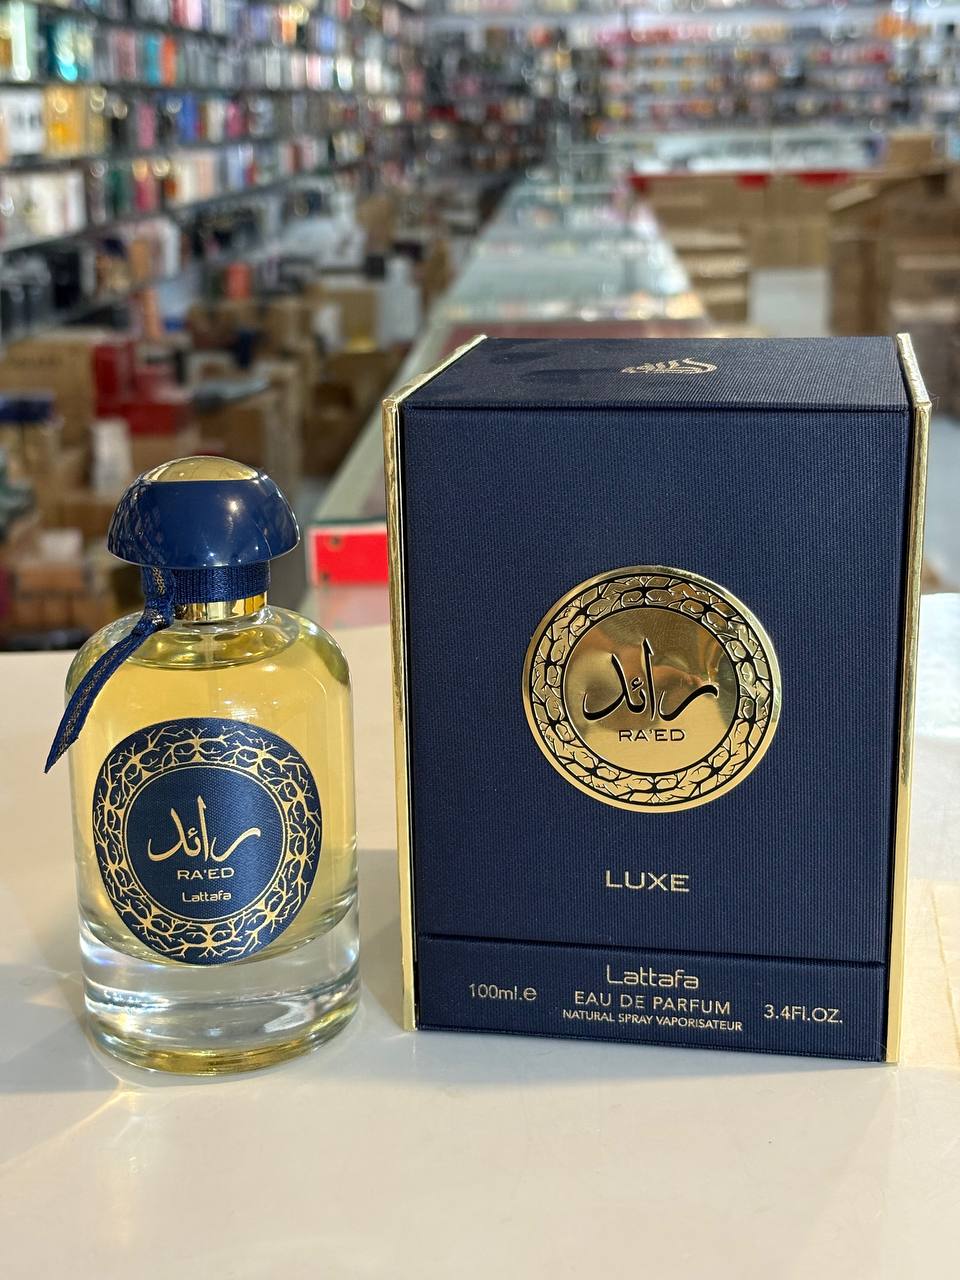 رائد
RA'ED
Lattafa
رائد
RA'ED
LUXE
Lattafa
100ml.e
EAU DE PARFUM
3.4FL.OZ.
NATURAL SPRAY VAPORISATEUR